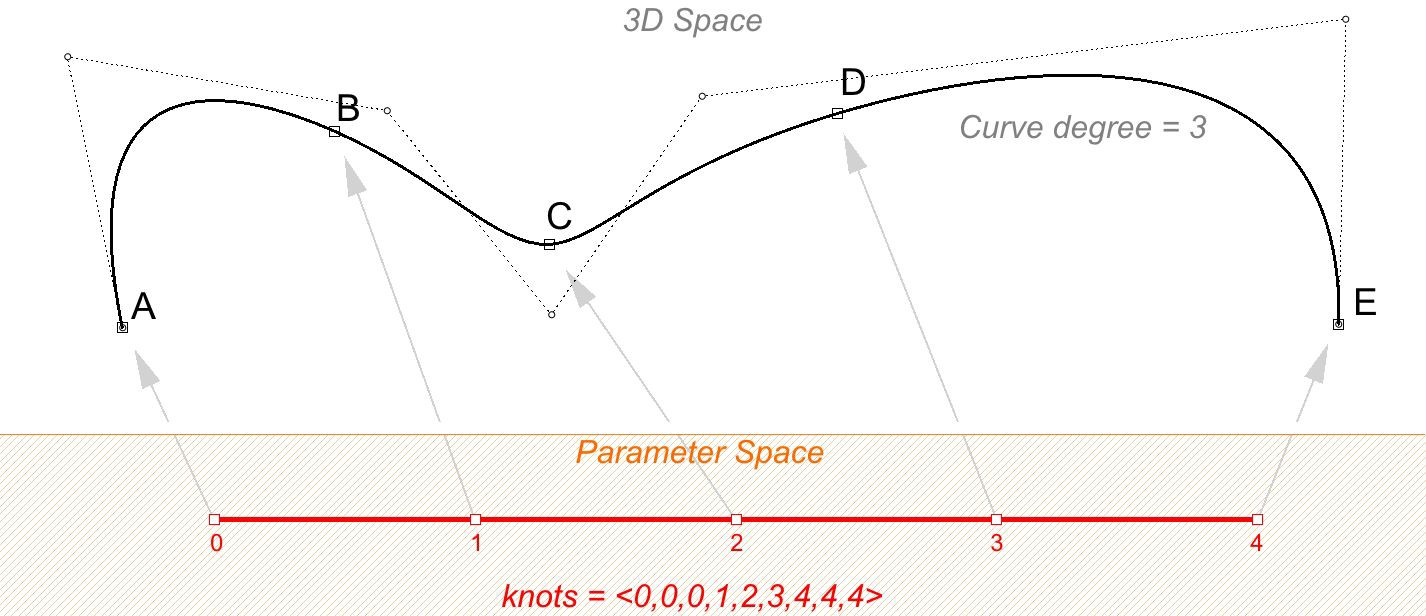 3D Space
D
B
Curve degree = 3
C
A
E
Parameter Space
0
1
2
3
4
knots = <0,0,0,1,2,3,4,4,4>